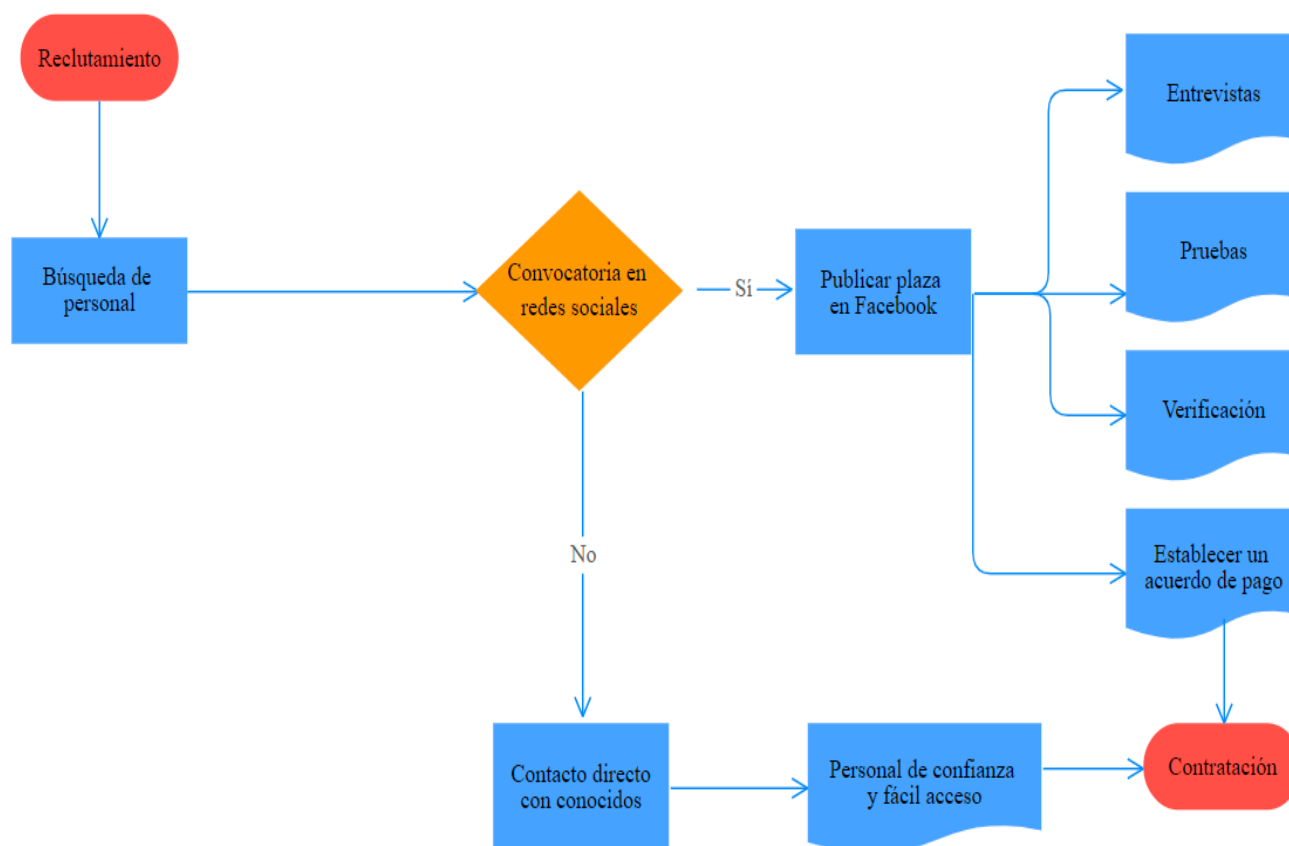 Reclutamiento
Búsqueda de
personal
Convocatoria en
redes sociales
Sí
Publicar plaza
en Facebook
Entrevistas
Pruebas
Verificación
Establecer un
acuerdo de pago
No
Contacto directo
con conocidos
Personal de confianza
y fácil acceso
Contratación